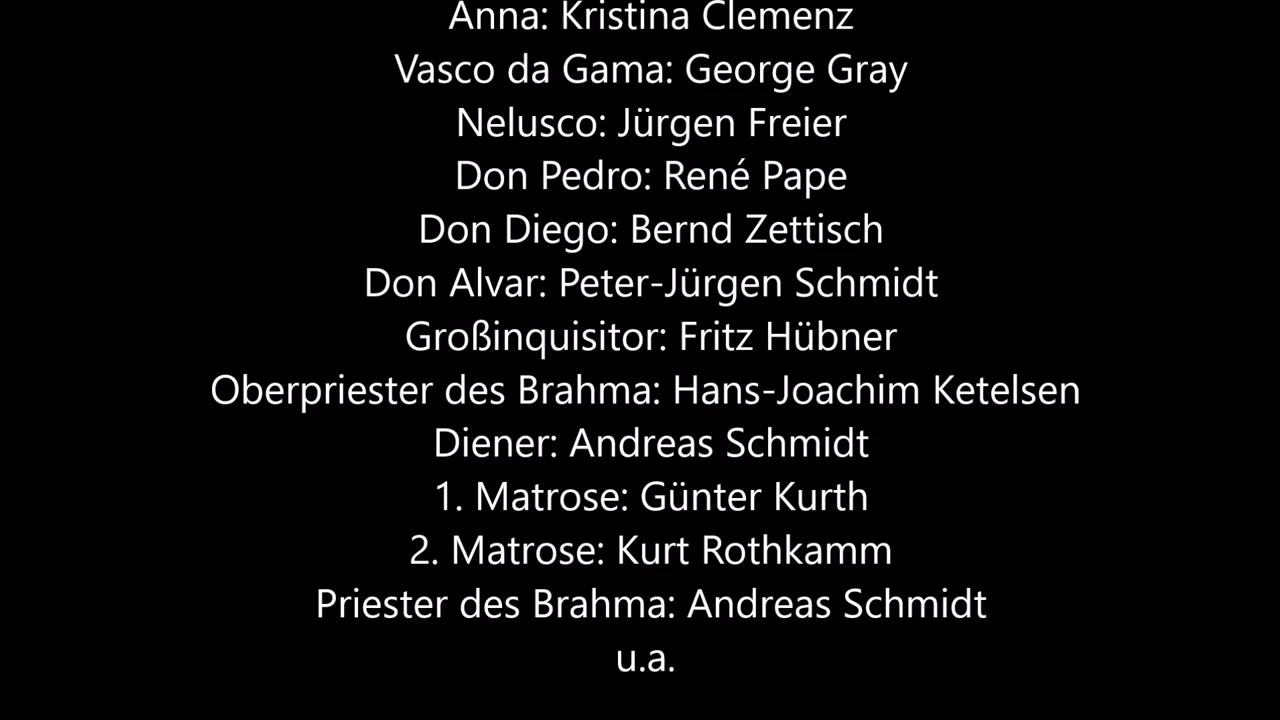 Anna: Kristina Clemenz
Vasco da Gama: George Gray
Nelusco: Jürgen Freier
Don Pedro: René Pape
Don Diego: Bernd Zettisch
Don Alvar: Peter-Jürgen Schmidt
Großinquisitor: Fritz Hübner
Oberpriester des Brahma: Hans-Joachim Ketelsen
Diener: Andreas Schmidt
1. Matrose: Günter Kurth
2. Matrose: Kurt Rothkamm
Priester des Brahma: Andreas Schmidt
u.a.